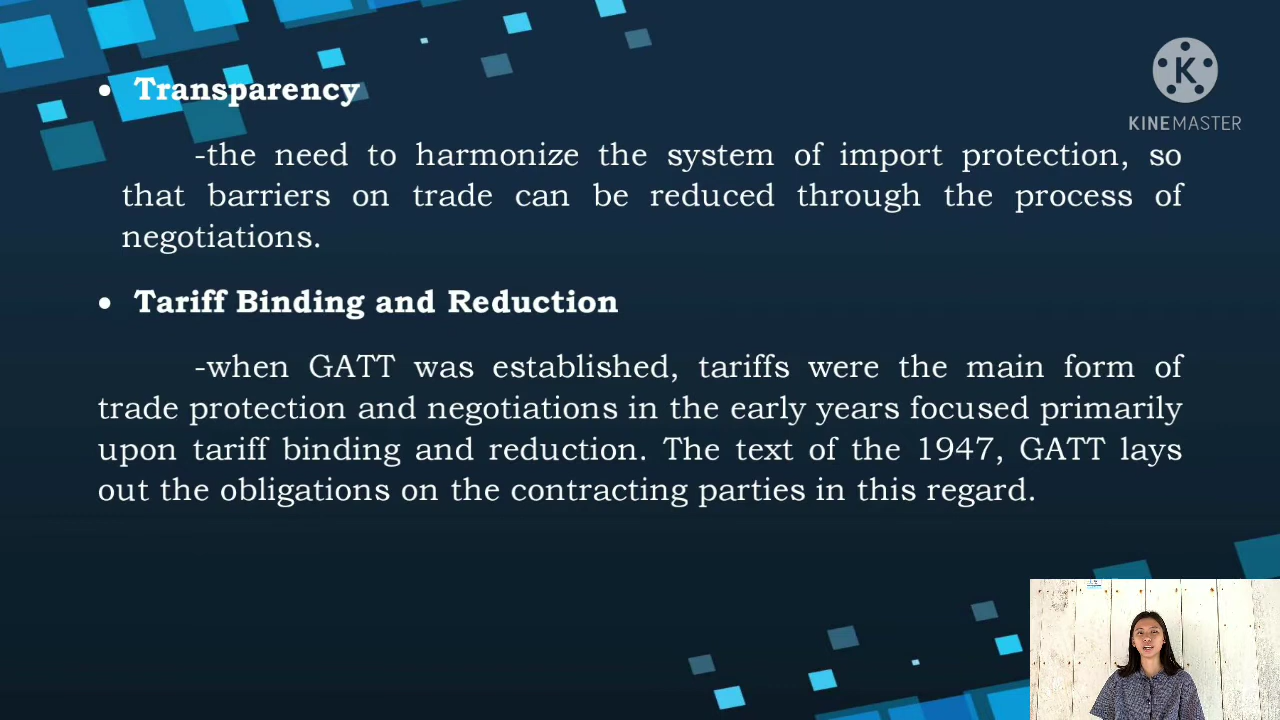 • Transparency
K
KINEMASTER
-the need to harmonize the system of import protection, so
that barriers on trade can be reduced through the process of
negotiations.
• Tariff Binding and Reduction
-when GATT was established, tariffs were the main form of
trade protection and negotiations in the early years focused primarily
upon tariff binding and reduction. The text of the 1947, GATT lays
out the obligations on the contracting parties in this regard.